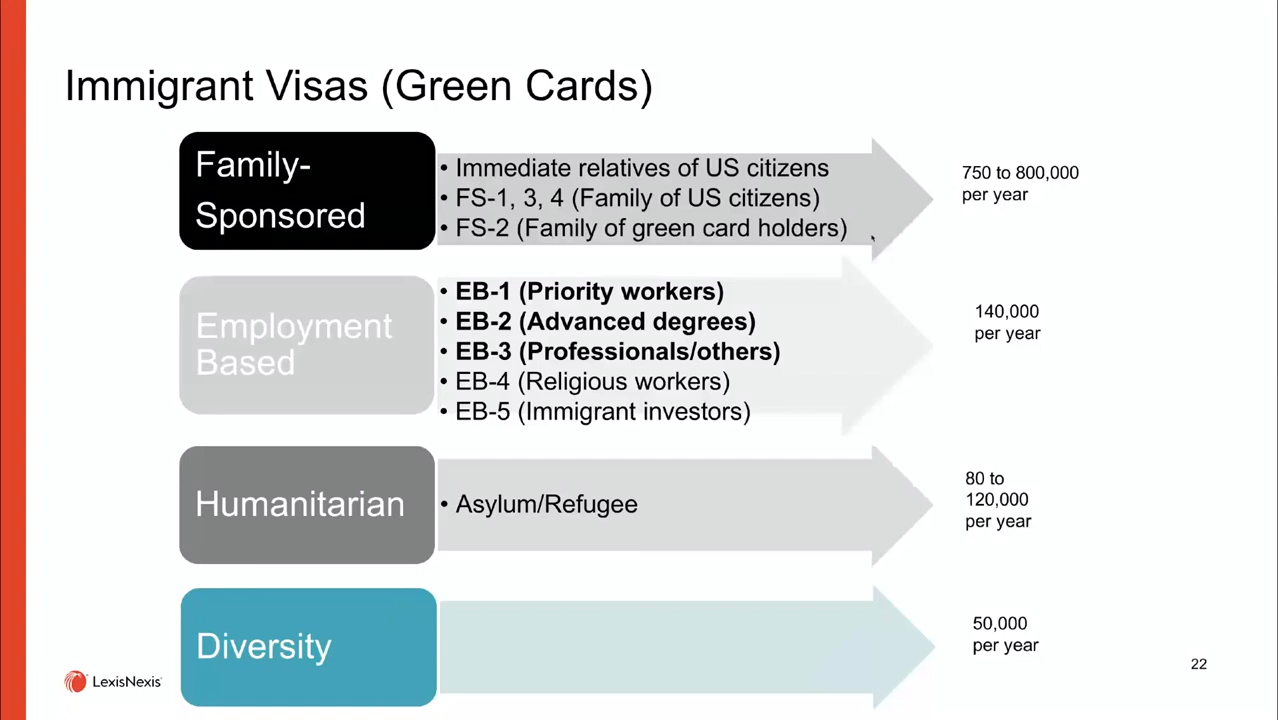 Immigrant Visas (Green Cards)
Family-
Sponsored
• Immediate relatives of US citizens
• FS-1, 3, 4 (Family of US citizens)
• FS-2 (Family of green card holders)
750 to 800,000
per year
Employment
Based
• EB-1 (Priority workers)
• EB-2 (Advanced degrees)
• EB-3 (Professionals/others)
• EB-4 (Religious workers)
• EB-5 (Immigrant investors)
140,000
per year
Humanitarian
• Asylum/Refugee
80 to
120,000
per year
Diversity
50,000
per year
LexisNexis
22